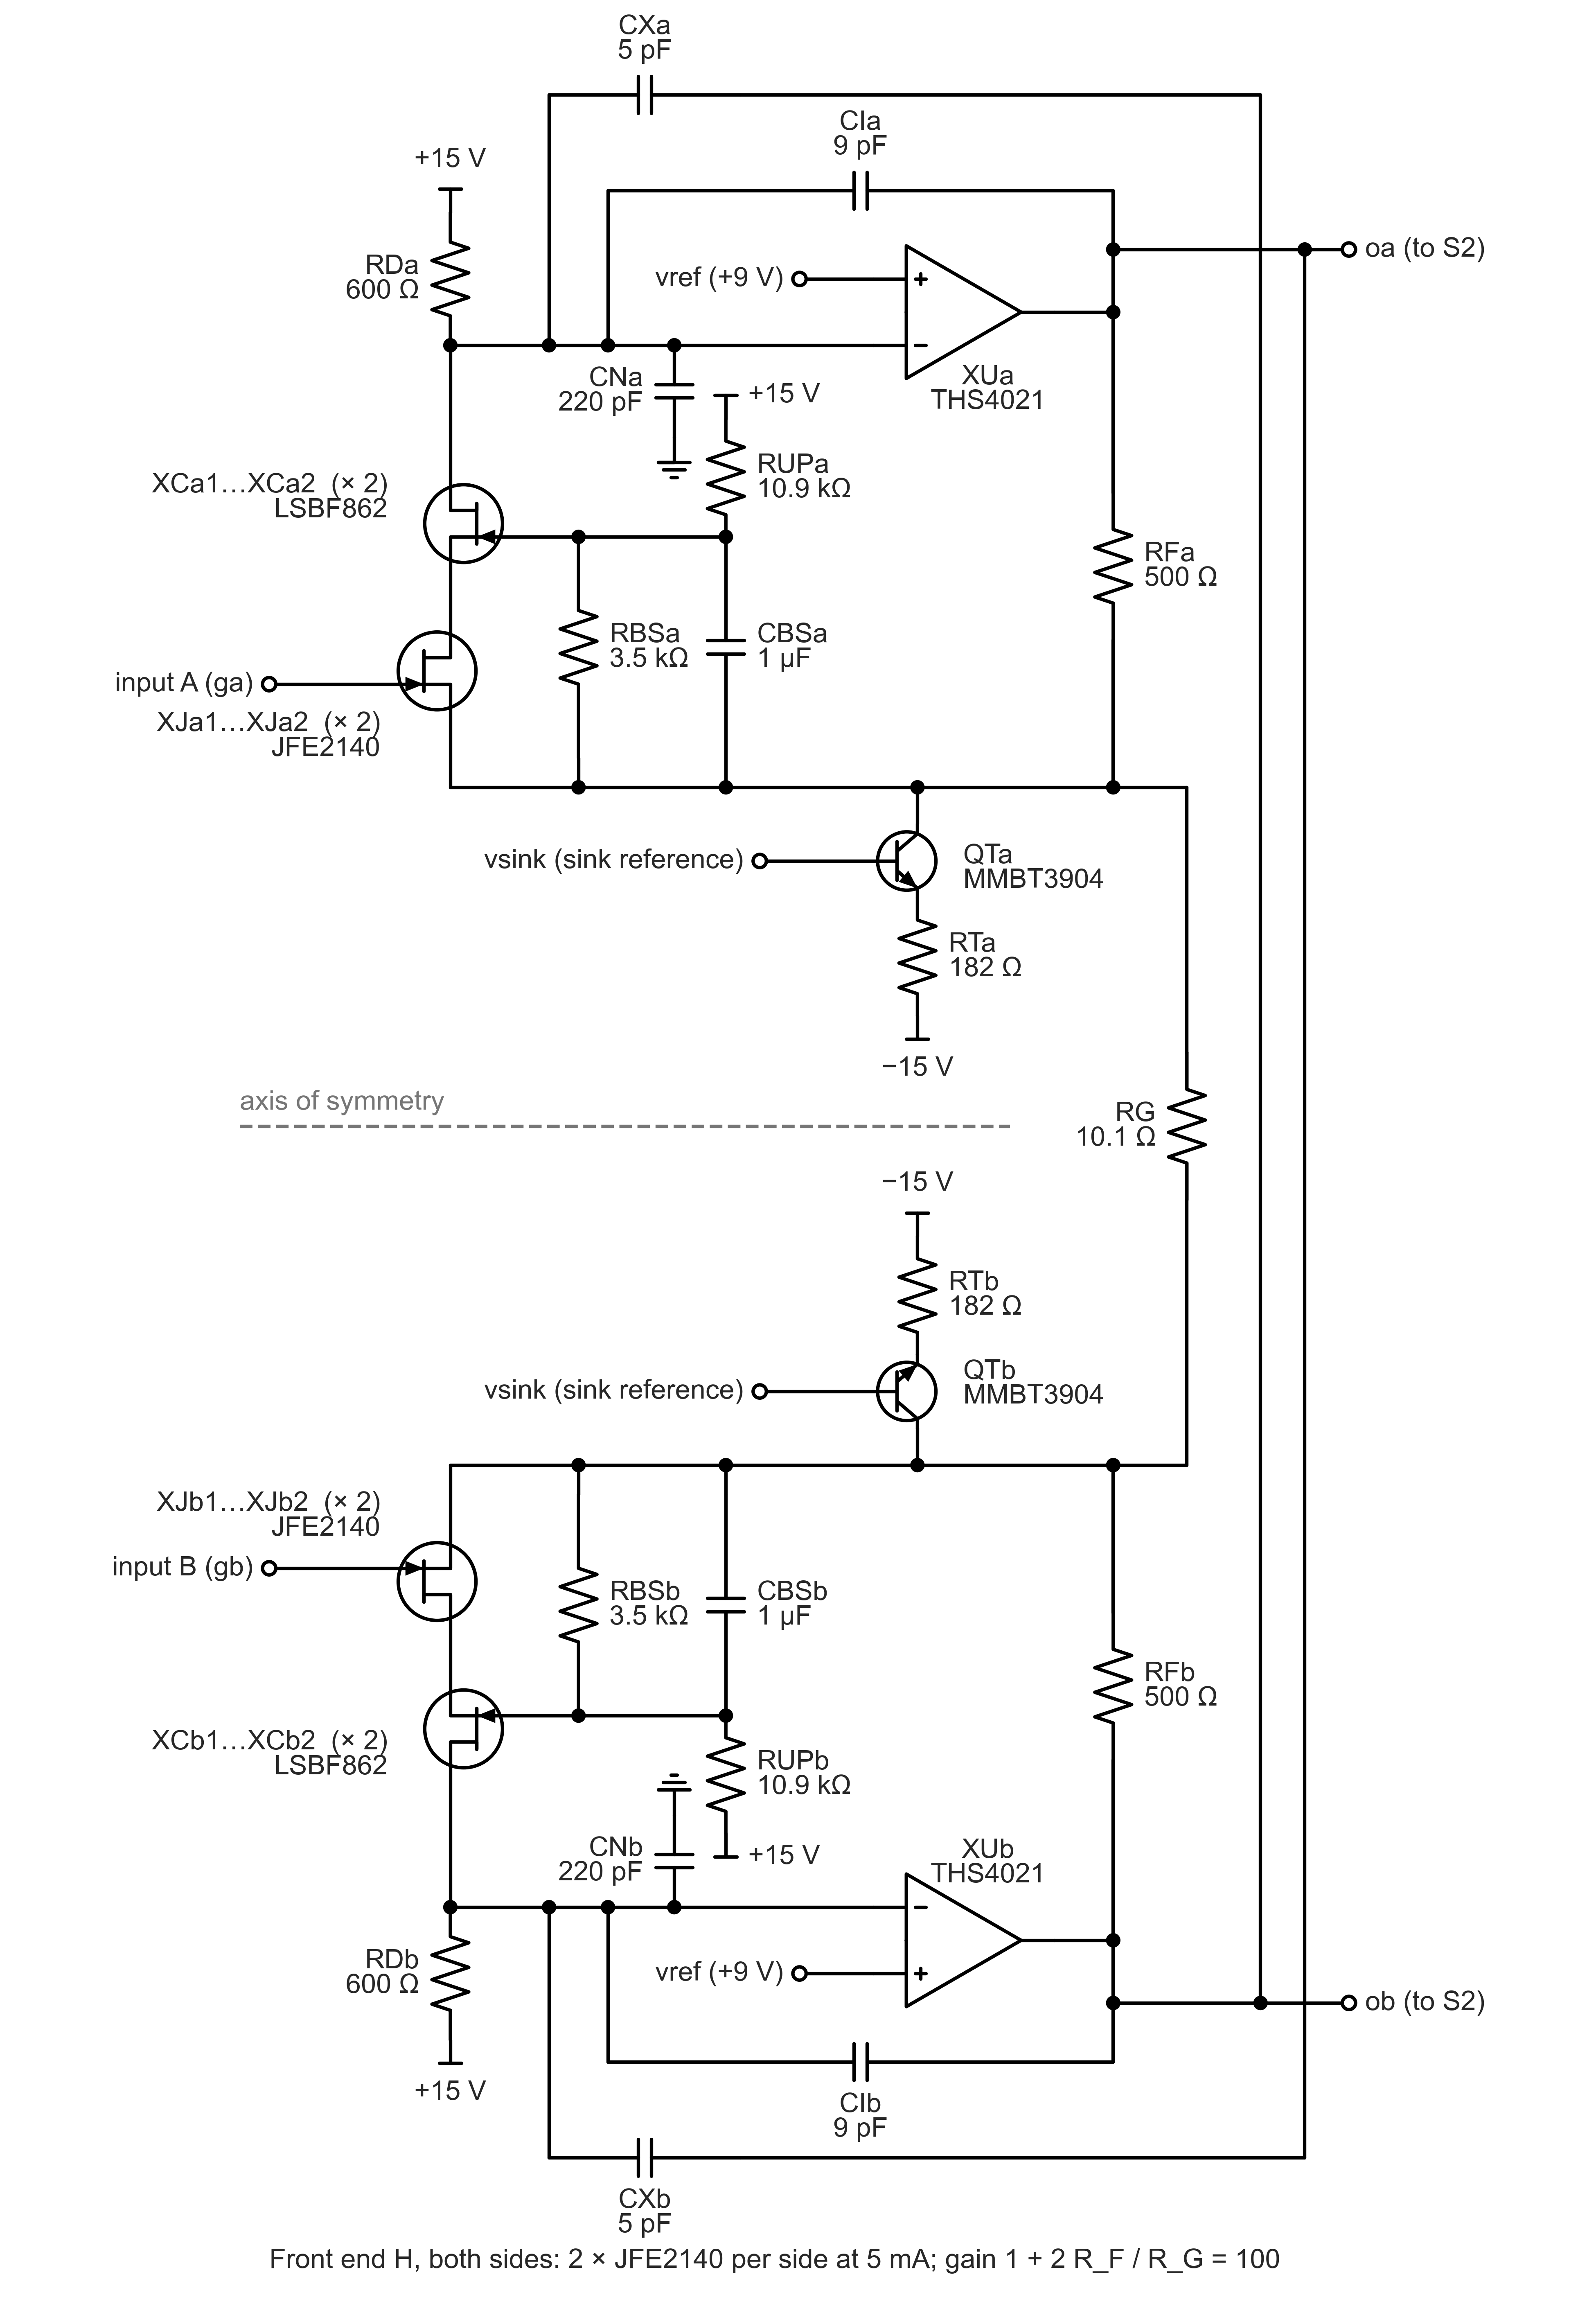 CXa
5 pF
CIa
9 pF
+15 V
RDa
600 Ω
vref (+9 V)
+
−
oa (to S2)
XUa
THS4021
CNa
220 pF
+15 V
RUPa
10.9 kΩ
XCa1…XCa2 (× 2)
LSBF862
RFa
500 Ω
RBSa
3.5 kΩ
CBSa
1 µF
input A (ga)
XJa1…XJa2 (× 2)
JFE2140
vsink (sink reference)
QTa
MMBT3904
RTa
182 Ω
−15 V
axis of symmetry
RG
10.1 Ω
−15 V
RTb
182 Ω
vsink (sink reference)
QTb
MMBT3904
XJb1…XJb2 (× 2)
JFE2140
input B (gb)
RBSb
3.5 kΩ
CBSb
1 µF
RFb
500 Ω
XCb1…XCb2 (× 2)
LSBF862
RUPb
10.9 kΩ
CNb
220 pF
+15 V
XUb
THS4021
−
RDb
600 Ω
vref (+9 V)
+
ob (to S2)
+15 V
CIb
9 pF
CXb
5 pF
Front end H, both sides: 2 × JFE2140 per side at 5 mA; gain 1 + 2 R_F / R_G = 100